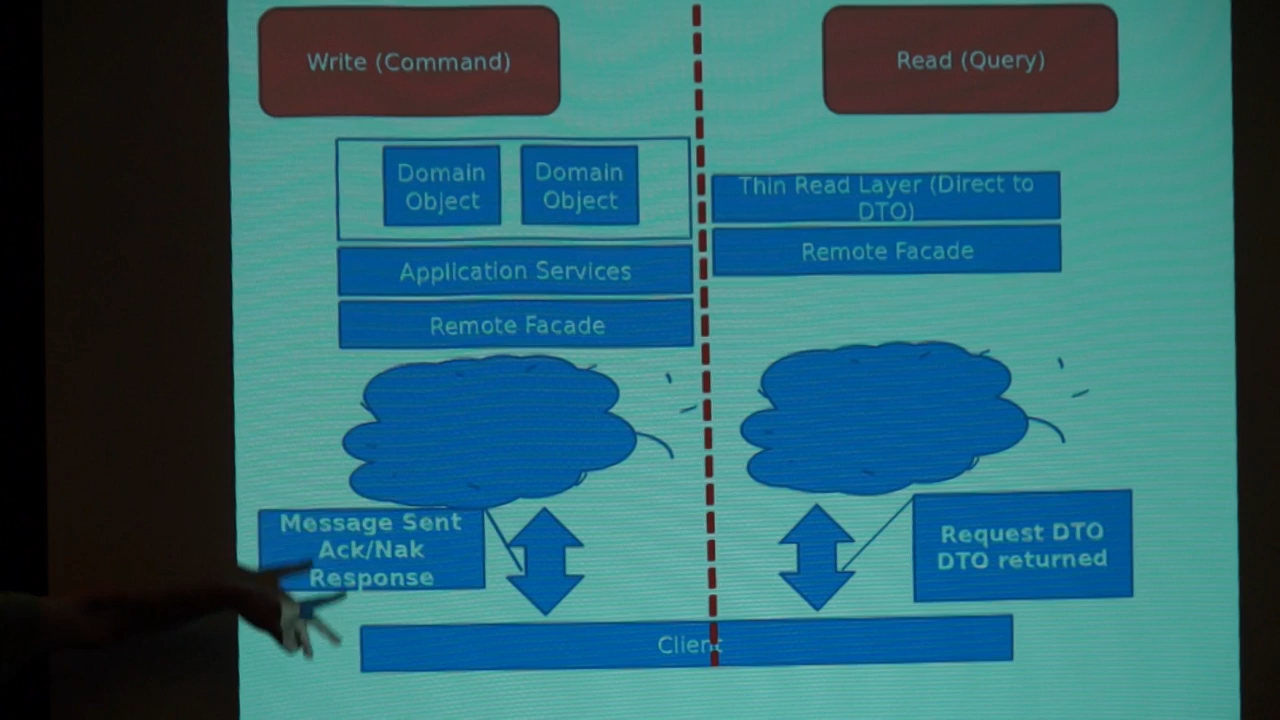 Write (Command)
Read (Query)
Domain
Object
Domain
Object
Application Services
Remote Facade
Thin Read Layer (Direct to
DTO)
Remote Facade
Message Sent
Ack/Nak
Response
Request DTO
DTO returned
Client